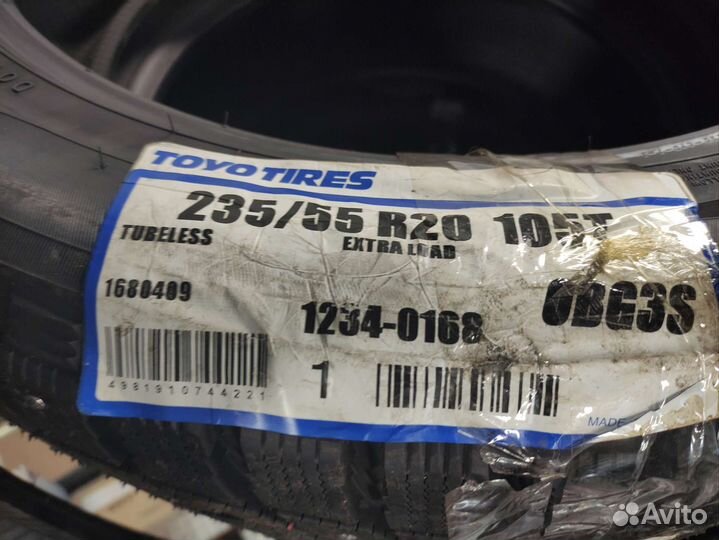 TOYO TIRES
235/55 R20 105T
TUBELESS
EXTRA LOAD
1680409
1234-0168
OBG3S
4981910744221
1
MADE
Avito